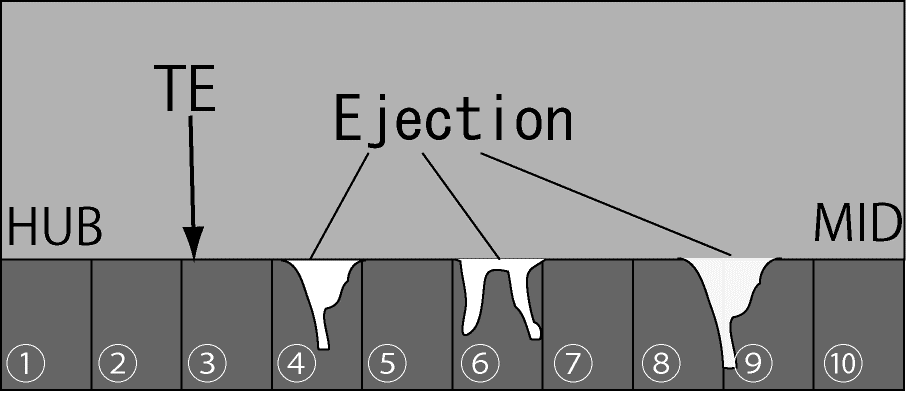 TE
Ejection
HUB
MID
① ② ③ ④ ⑤ ⑥ ⑦ ⑧ ⑨ ⑩